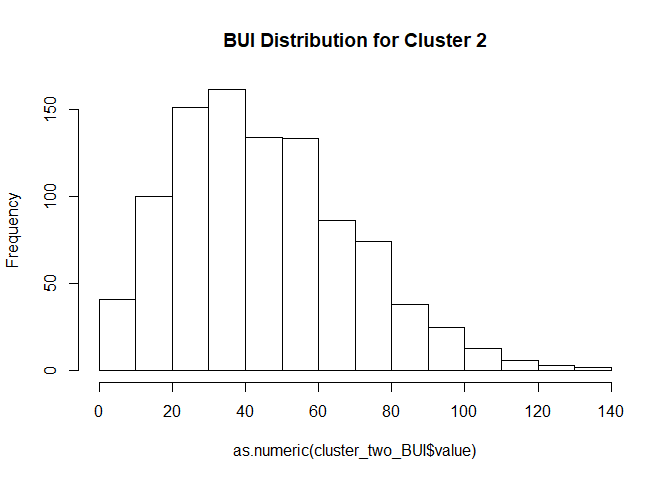 BUI Distribution for Cluster 2
Frequency
150
100
50
0
0 20 40 60 80 100 120 140
as.numeric(cluster_two_BUI$value)